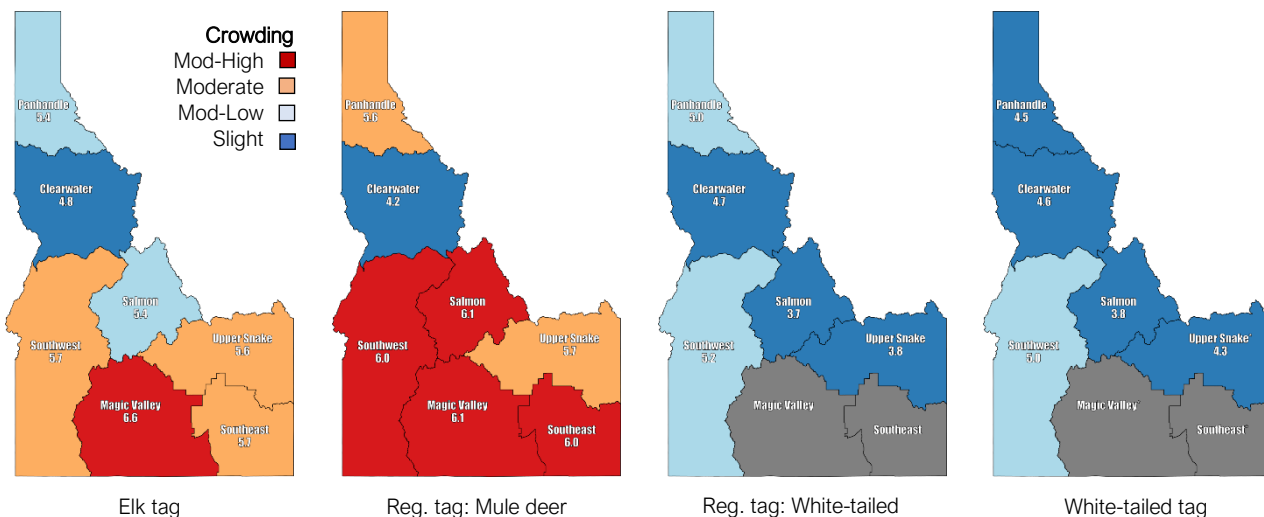 Crowding
Mod-High
Moderate
Mod-Low
Slight
Panhandle
5.4
Clearwater
4.8
Salmon
5.4
Upper Snake
5.6
Southwest
5.7
Magic Valley
6.6
Southeast
5.7
Elk tag
Panhandle
5.6
Clearwater
4.2
Salmon
6.1
Upper Snake
5.7
Southwest
6.0
Magic Valley
6.1
Southeast
6.0
Reg. tag: Mule deer
Panhandle
5.0
Clearwater
4.7
Salmon
3.7
Upper Snake
3.8
Southwest
5.2
Magic Valley
Southeast
Reg. tag: White-tailed
Panhandle
4.5
Clearwater
4.6
Salmon
3.8
Upper Snake*
4.3
Southwest
5.0
Magic Valley*
Southeast*
White-tailed tag